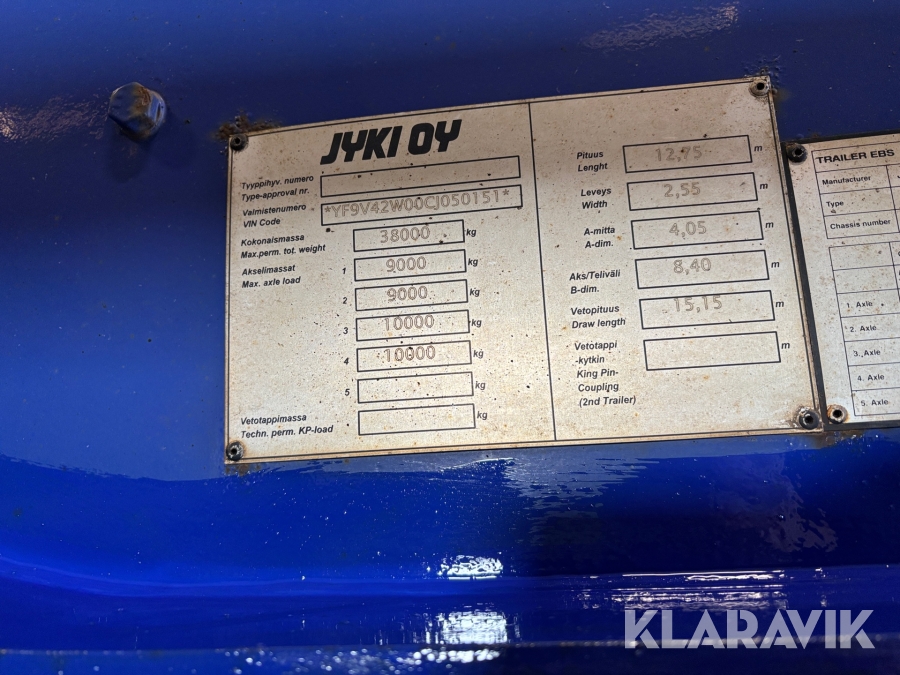 JYKI OY
Tyyppihyv. numero
Type-approval nr.
Valmistenumero
VIN Code
*YF9V42W00CJ050151*
Kokonaismassa
Max.perm. tot. weight
38000 kg
Akselimassat
Max. axle load
1 9000 kg
2 9000 kg
3 10000 kg
4 10000 kg
5 kg
Vetotappimassa
Techn. perm. KP-load
kg
Pituus
Lenght
12,75 m
Leveys
Width
2,55 m
A-mitta
A-dim.
4,05 m
Aks/Teliväli
B-dim.
8,40 m
Vetopituus
Draw length
15,15 m
Vetotappi
-kytkin
King Pin-
Coupling
(2nd Trailer)
m
TRAILER EBS
Manufacturer
Type
Chassis number
1. Axle
2. Axle
3. Axle
4. Axle
5. Axle
KLARAVIK